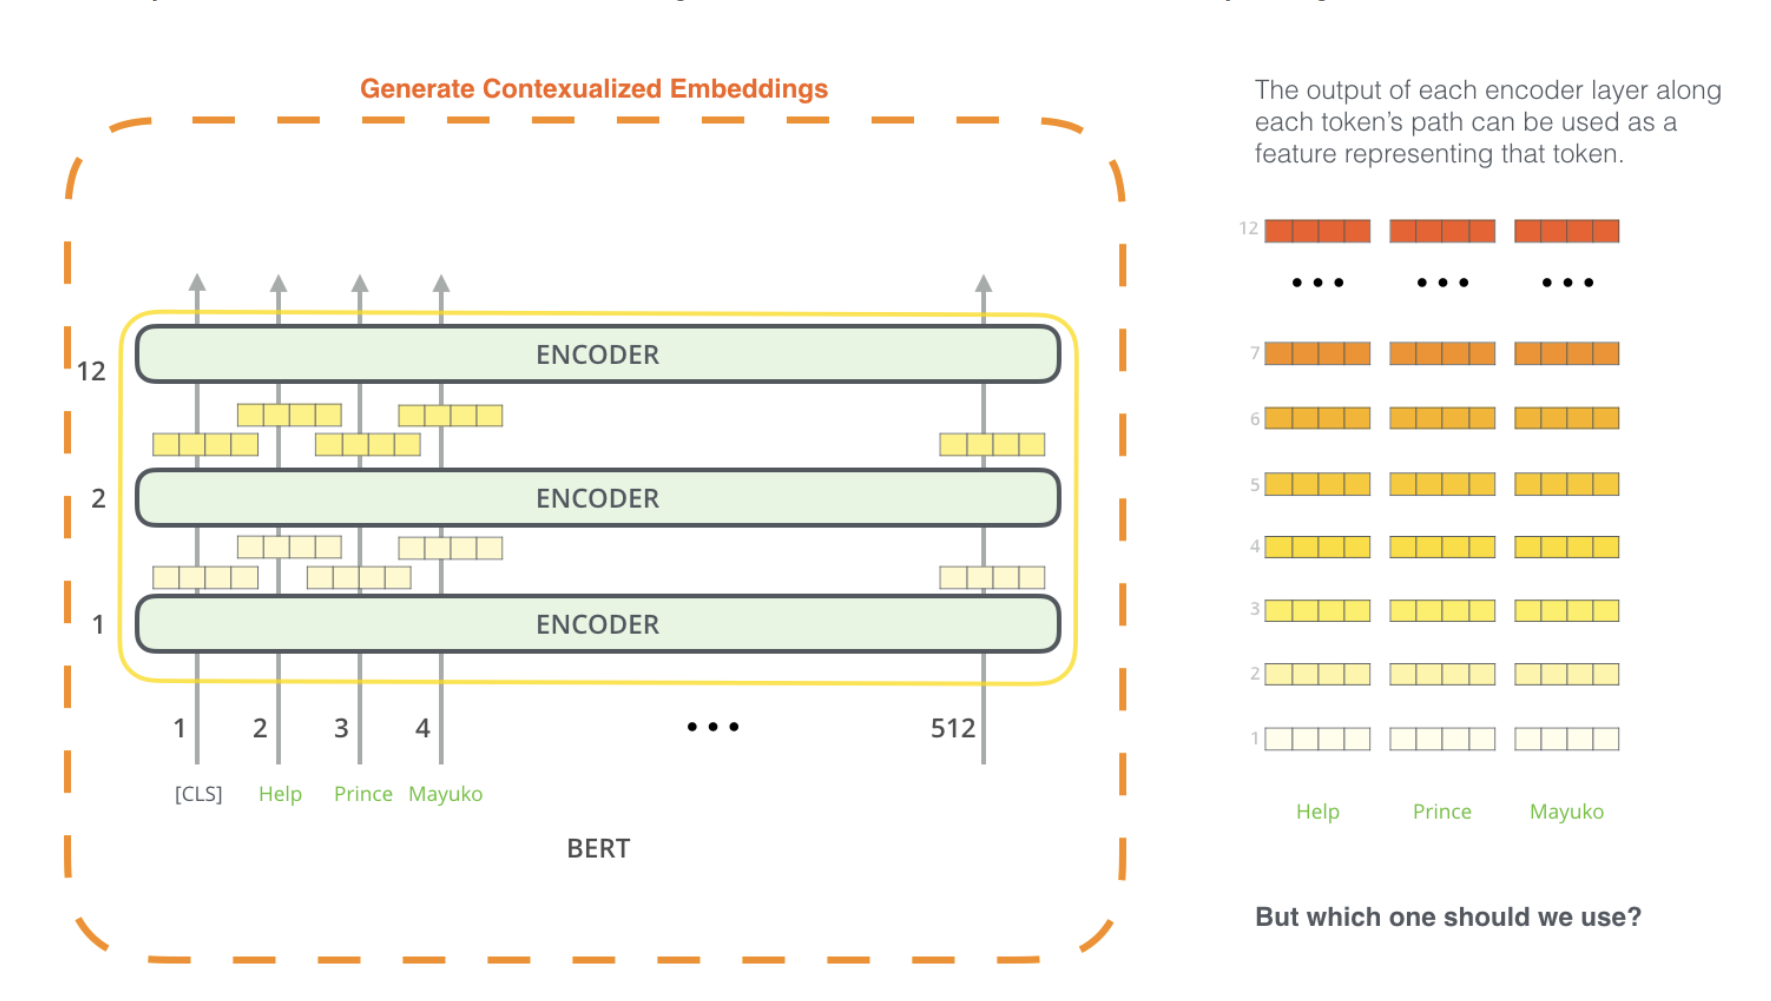 Generate Contexualized Embeddings
12
ENCODER
2
ENCODER
1
ENCODER
1 2 3 4 ... 512
[CLS] Help Prince Mayuko
BERT
The output of each encoder layer along
each token's path can be used as a
feature representing that token.
12
...  ...  ...
7
6
5
4
3
2
1
Help Prince Mayuko
But which one should we use?